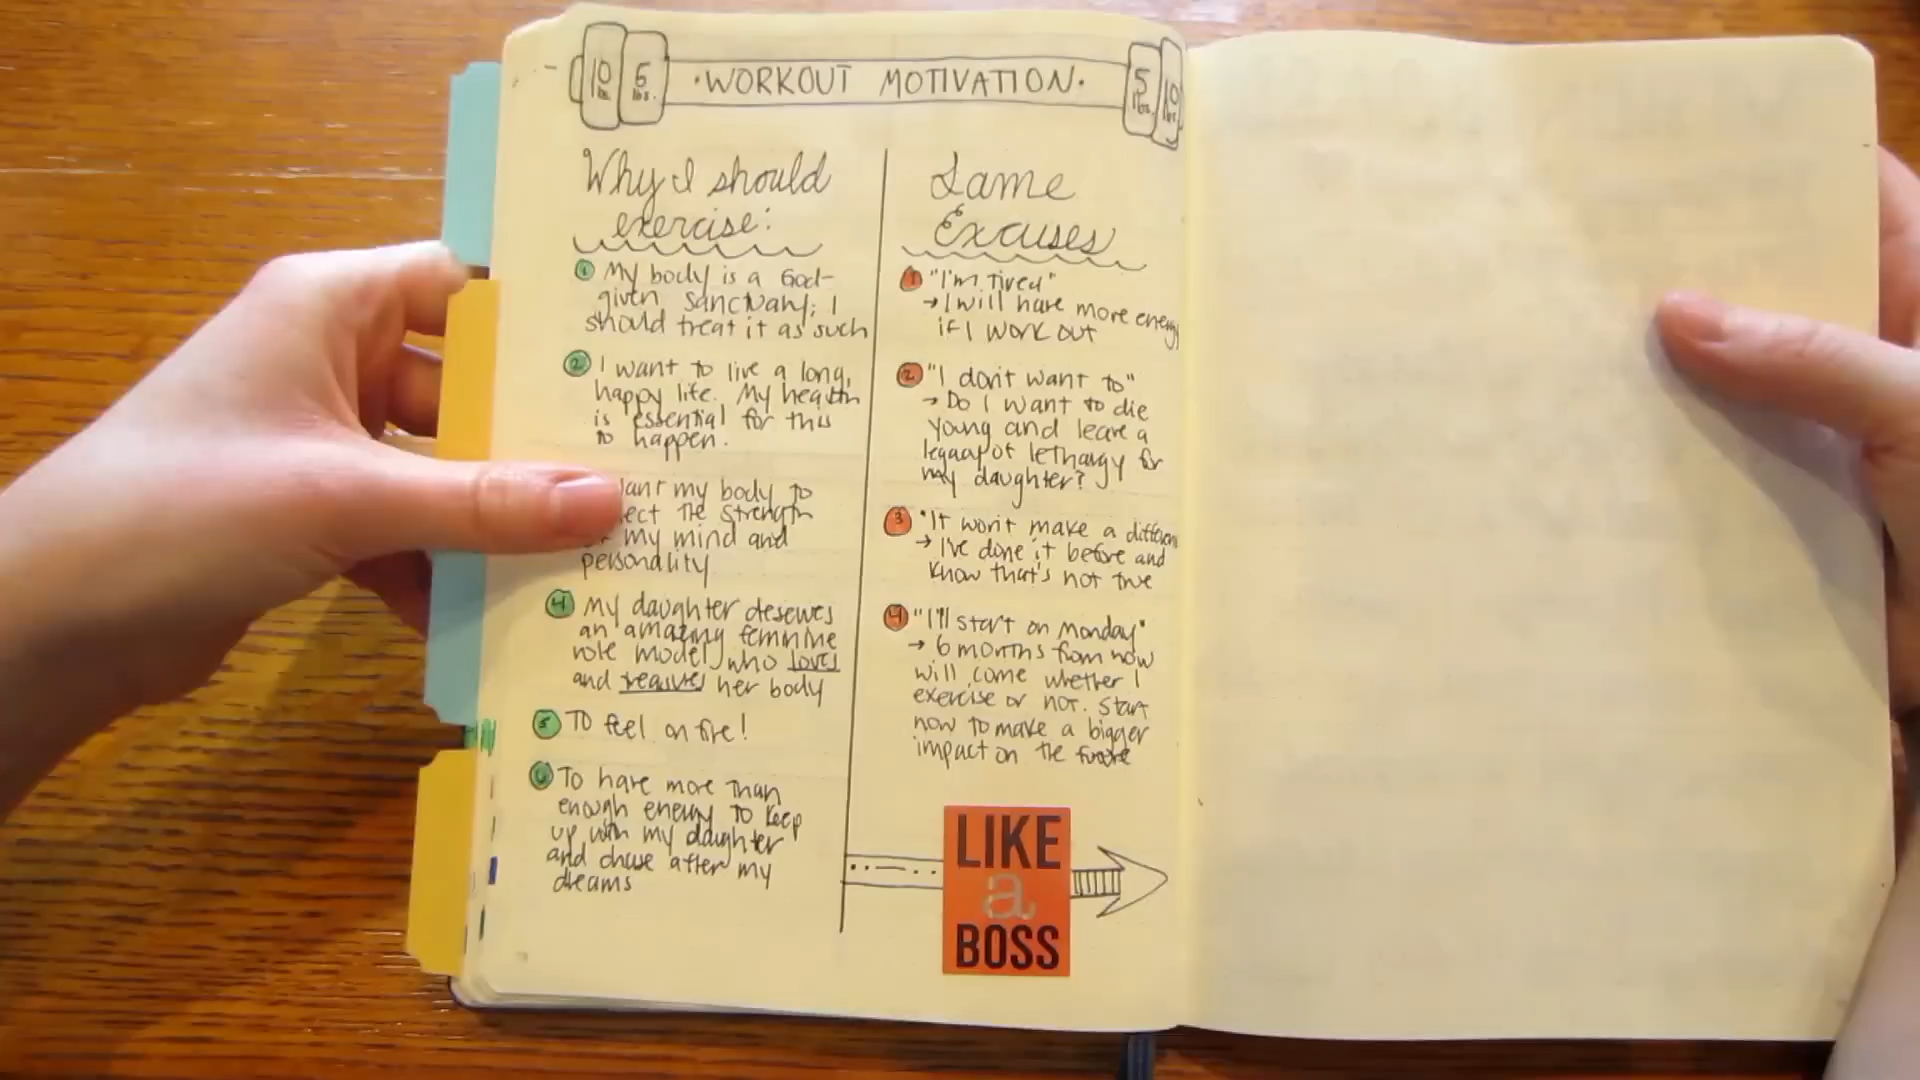 10 lbs. 5 lbs. · WORKOUT MOTIVATION · 5 lbs. 10 lbs.
Why I should
exercise:
1 My body is a God-
given sanctuary; I
should treat it as such
2 I want to live a long,
happy life. My health
is essential for this
to happen.
my body to
the strength
my mind and
personality
4 My daughter deserves
an amazing feminine
role model who loves
and treasures her body
5 To feel on fire!
6 To have more than
enough energy to keep
up with my daughter
and chase after my
dreams
Lame
Excuses
1 "I'm tired"
→ I will have more energy
if I work out
2 "I don't want to"
→ Do I want to die
young and leave a
legacy of lethargy for
my daughter?
3 "It won't make a
→ I've done it before and
know that's not true
4 "I'll start on Monday"
→ 6 months from now
will come whether I
exercise or not. Start
now to make a bigger
impact on the future
LIKE
a
BOSS